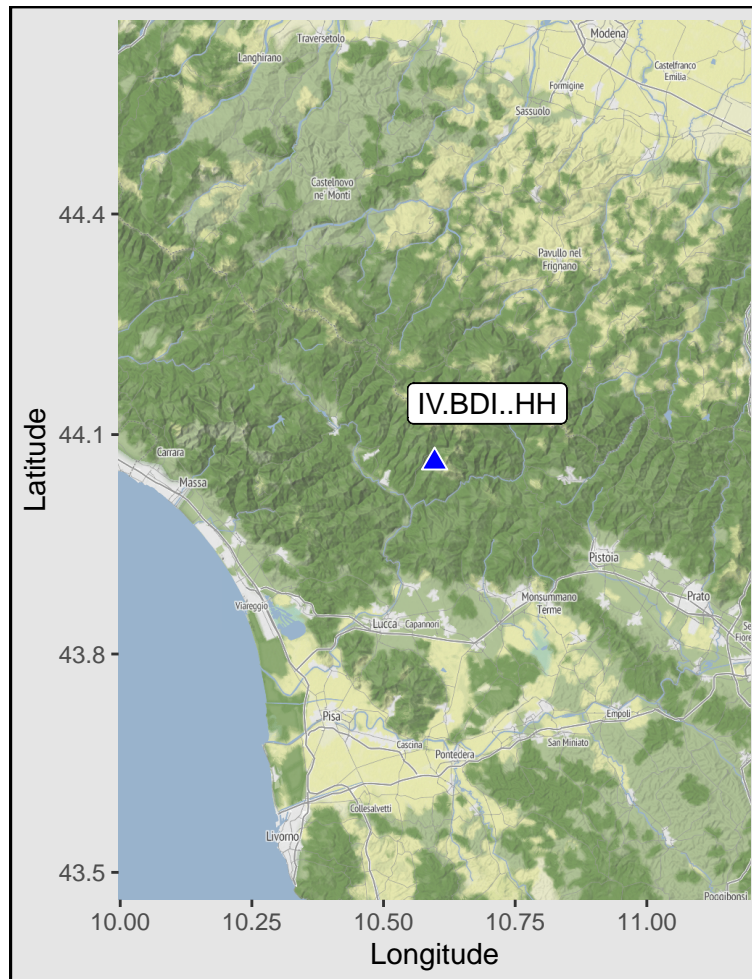 Modena
Traversetolo
Langhirano
Castelfranco
Emilia
Formigine
Sassuolo
Castelnovo
ne' Monti
44.4
Pavullo nel
Frignano
IV.BDI..HH
44.1
Latitude
Carrara
Massa
Pistoia
Prato
Viareggio
Monsummano
Terme
Lucca
Capannori
43.8
Pisa
Empoli
Cascina
San Miniato
Pontedera
Collesalvetti
Livorno
43.5
Poggibonsi
10.00
10.25
10.50
10.75
11.00
Longitude